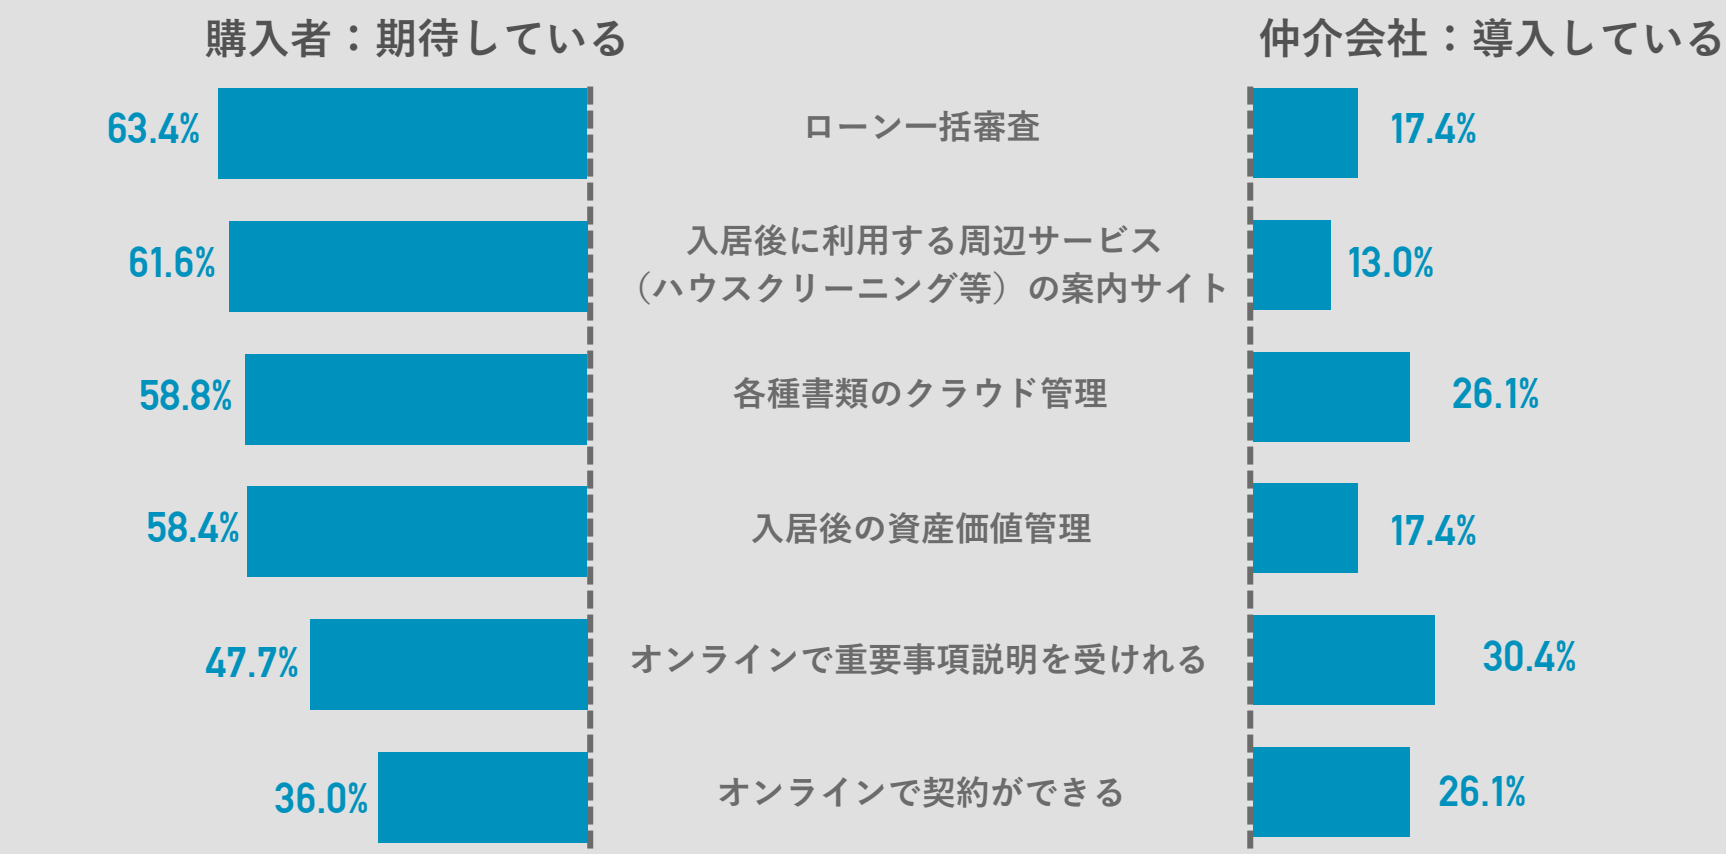 購入者：期待している
仲介会社：導入している
63.4%
ローン一括審査
17.4%
61.6%
入居後に利用する周辺サービス
（ハウスクリーニング等）の案内サイト
13.0%
58.8%
各種書類のクラウド管理
26.1%
58.4%
入居後の資産価値管理
17.4%
47.7%
オンラインで重要事項説明を受けれる
30.4%
36.0%
オンラインで契約ができる
26.1%